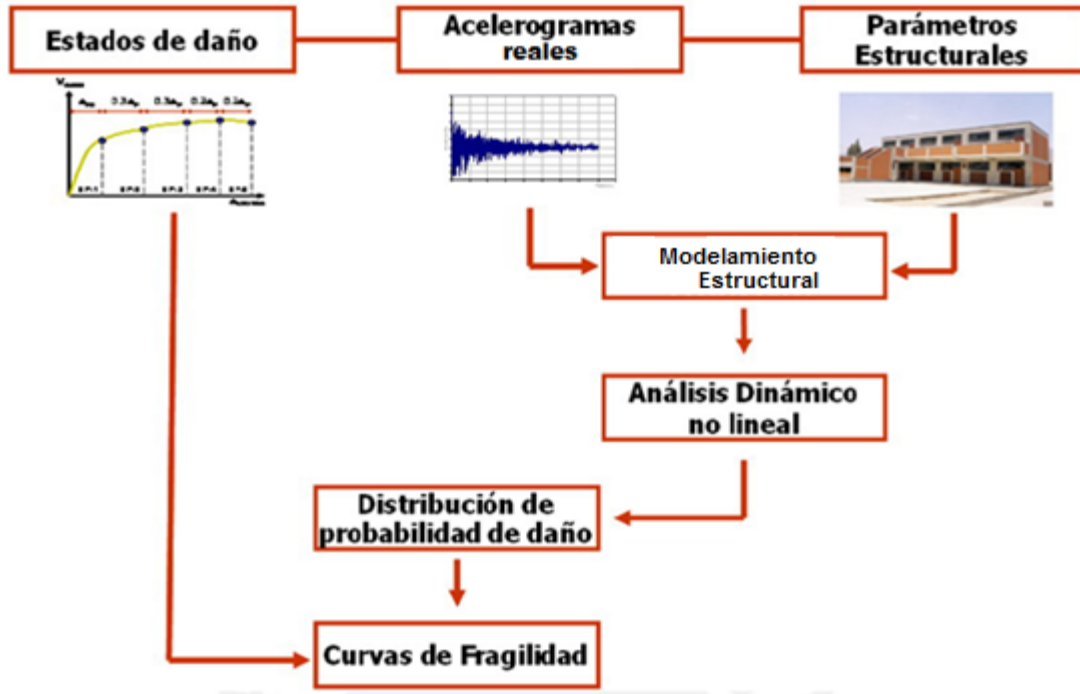 Estados de daño
Acelerogramas
reales
Parámetros
Estructurales
Modelamiento
Estructural
Análisis Dinámico
no lineal
Distribución de
probabilidad de daño
Curvas de Fragilidad